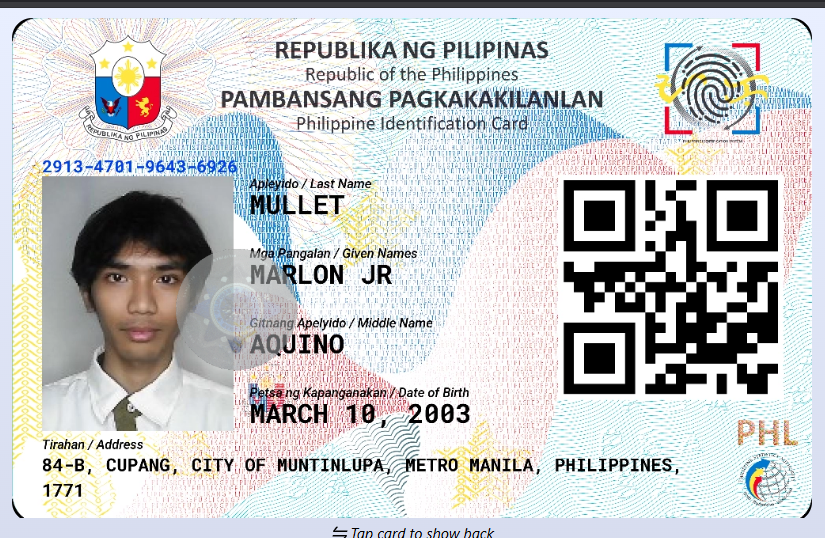 REPUBLIKA NG PILIPINAS
Republic of the Philippines
PAMBANSANG PAGKAKAKILANLAN
Philippine Identification Card
2913-4701-9643-6926
Apleyido / Last Name
MULLET
Mga Pangalan / Given Names
MARLON JR
Gitnang Apelyido / Middle Name
AQUINO
Petsa ng Kapanganakan / Date of Birth
MARCH 10, 2003
Tirahan / Address
84-B, CUPANG, CITY OF MUNTINLUPA, METRO MANILA, PHILIPPINES,
1771
PHL
REPUBLIKA NG PILIPINAS
⇋ Tap card to show back